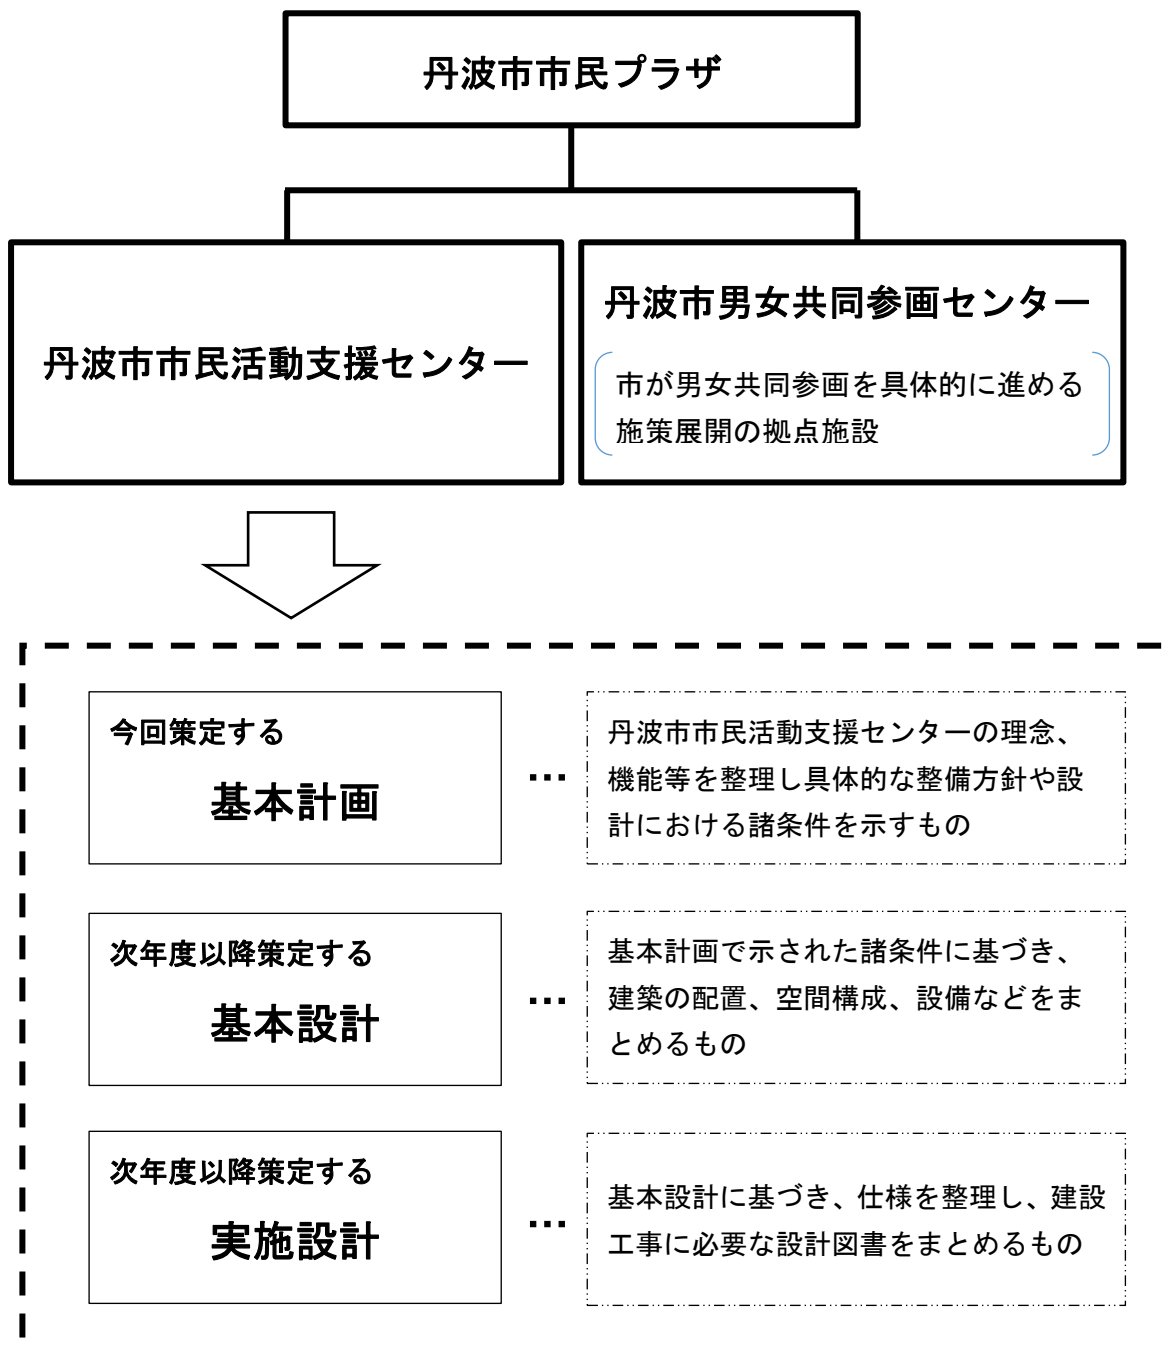 丹波市市民プラザ
丹波市市民活動支援センター
丹波市男女共同参画センター
市が男女共同参画を具体的に進める
施策展開の拠点施設
今回策定する
基本計画
…
丹波市市民活動支援センターの理念、
機能等を整理し具体的な整備方針や設
計における諸条件を示すもの
次年度以降策定する
基本設計
…
基本計画で示された諸条件に基づき、
建築の配置、空間構成、設備などをま
とめるもの
次年度以降策定する
実施設計
…
基本設計に基づき、仕様を整理し、建設
工事に必要な設計図書をまとめるもの